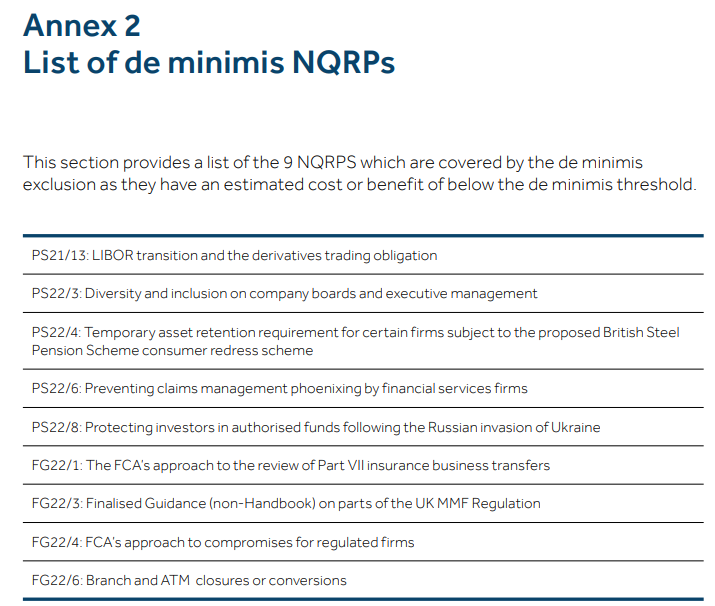 Annex 2
List of de minimis NQRPs
This section provides a list of the 9 NQRPS which are covered by the de minimis
exclusion as they have an estimated cost or benefit of below the de minimis threshold.
PS21/13: LIBOR transition and the derivatives trading obligation
PS22/3: Diversity and inclusion on company boards and executive management
PS22/4: Temporary asset retention requirement for certain firms subject to the proposed British Steel
Pension Scheme consumer redress scheme
PS22/6: Preventing claims management phoenixing by financial services firms
PS22/8: Protecting investors in authorised funds following the Russian invasion of Ukraine
FG22/1: The FCA's approach to the review of Part VII insurance business transfers
FG22/3: Finalised Guidance (non-Handbook) on parts of the UK MMF Regulation
FG22/4: FCA's approach to compromises for regulated firms
FG22/6: Branch and ATM closures or conversions